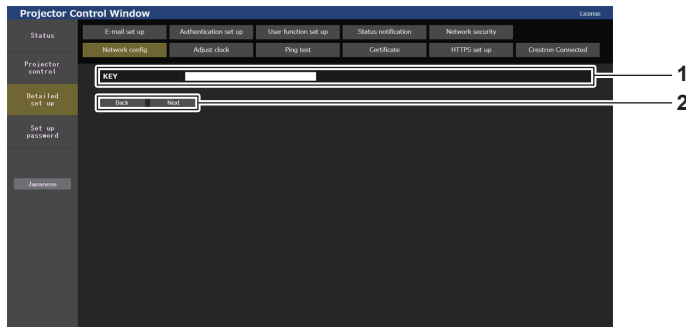 Projector Control Window
License
Status
E-mail set up
Authentication set up
User function set up
Status notification
Network security
Network config
Adjust clock
Ping test
Certificate
HTTPS set up
Crestron Connected
Projector
control
KEY
1
Detailed
set up
Back
Next
2
Set up
password
Japanese